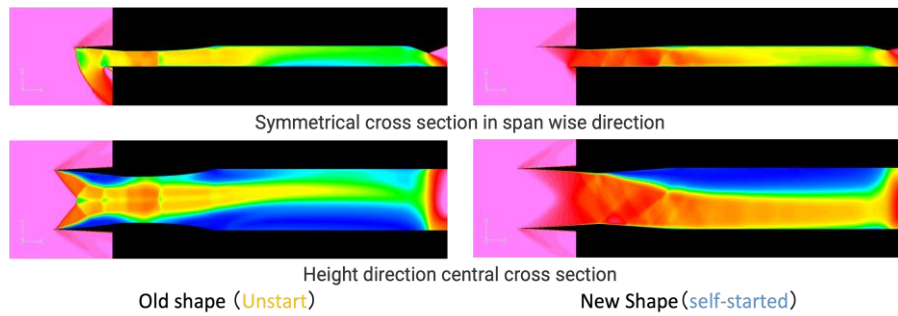 Symmetrical cross section in span wise direction
Height direction central cross section
Old shape（Unstart） New Shape（self-started）